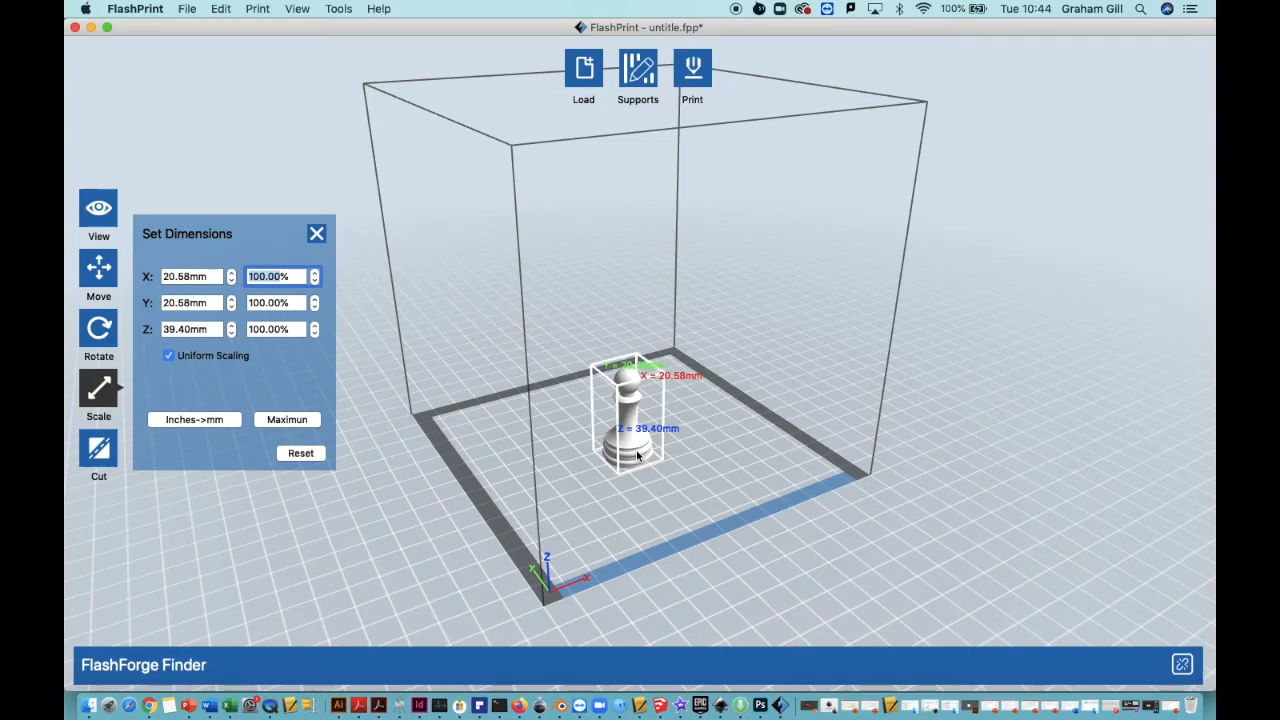 FlashPrint File Edit Print View Tools Help 100% Tue 10:44 Graham Gill
FlashPrint - untitle.fpp*
Load Supports Print
View
Move
Rotate
Scale
Cut
Set Dimensions
X: 20.58mm 100.00%
Y: 20.58mm 100.00%
Z: 39.40mm 100.00%
Uniform Scaling
Inches->mm Maximun
Reset
X = 20.58mm
Z = 39.40mm
Z
Y X
FlashForge Finder